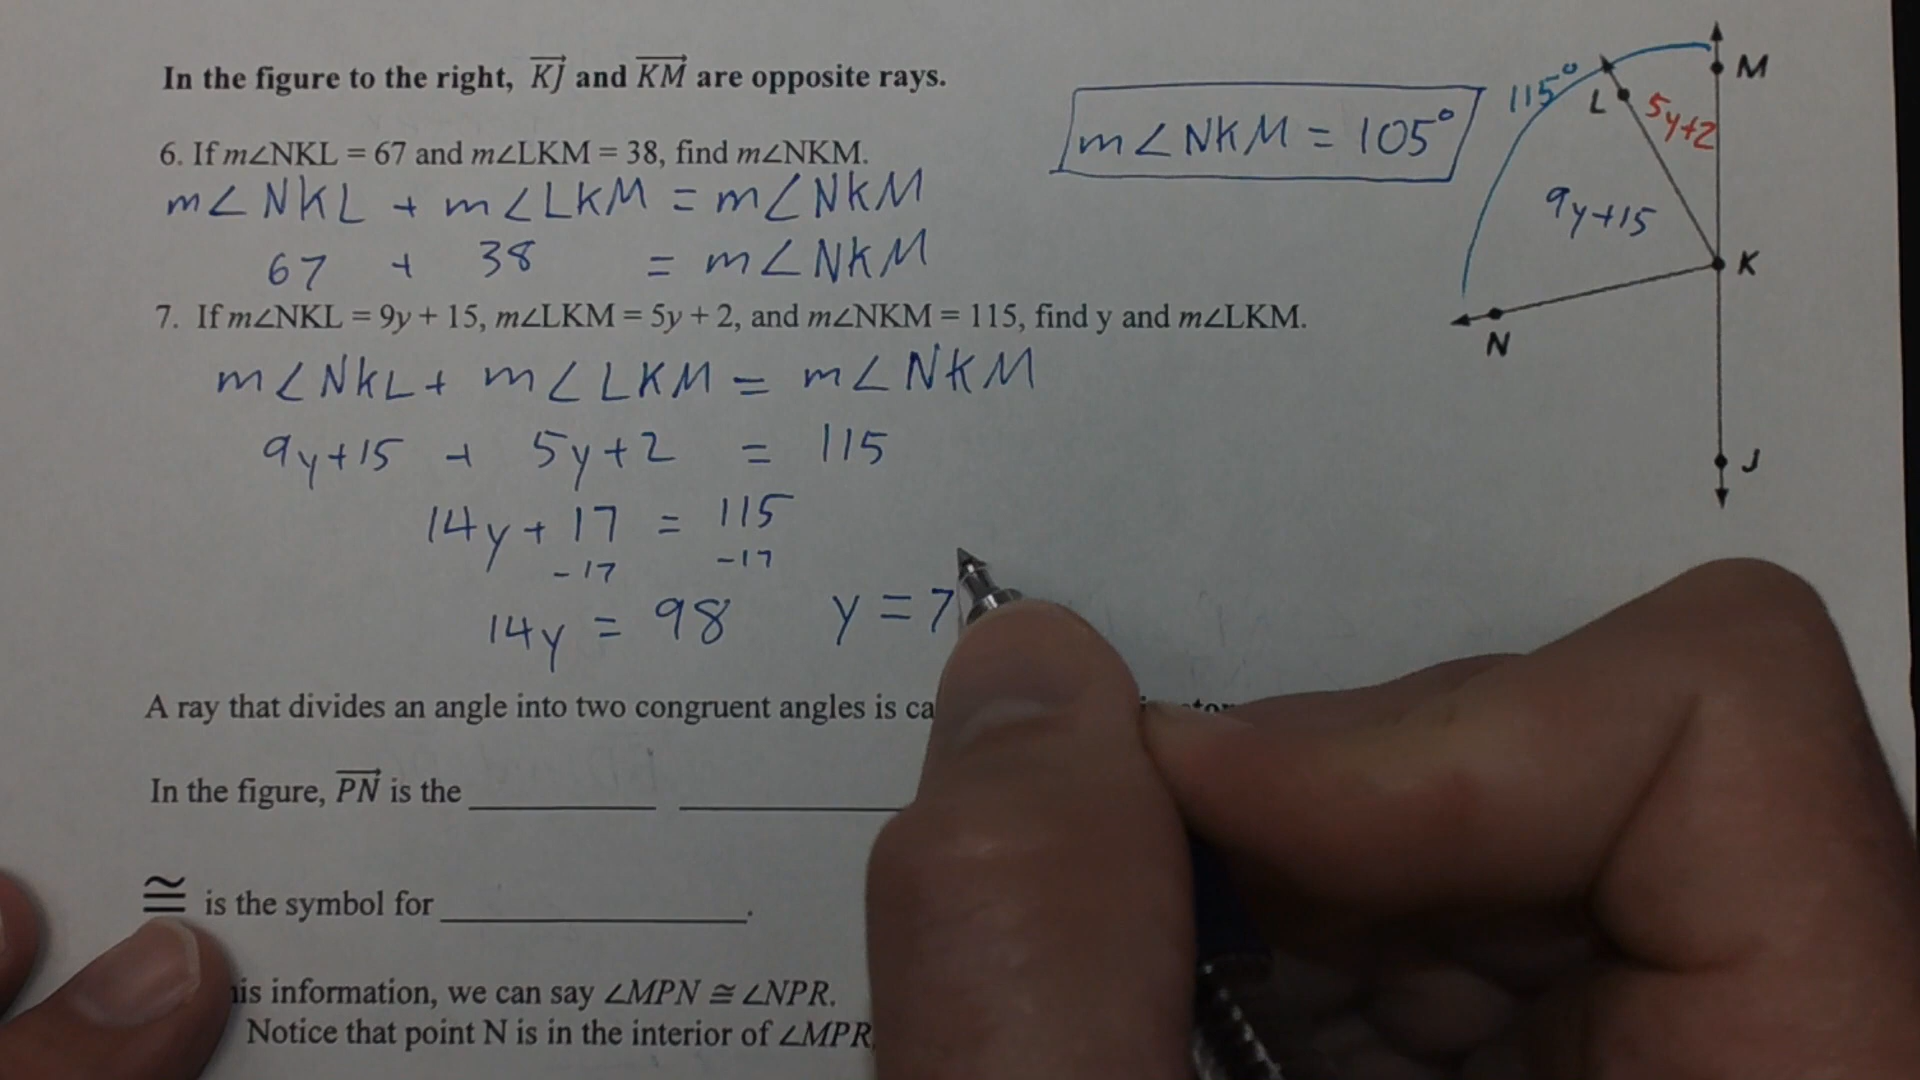 In the figure to the right, KJ and KM are opposite rays.
m∠NKM = 105°
115°
L
5y+2
M
9y+15
K
N
J
6. If m∠NKL = 67 and m∠LKM = 38, find m∠NKM.
m∠NKL + m∠LKM = m∠NKM
67 + 38 = m∠NKM
7. If m∠NKL = 9y + 15, m∠LKM = 5y + 2, and m∠NKM = 115, find y and m∠LKM.
m∠NKL + m∠LKM = m∠NKM
9y+15 + 5y+2 = 115
14y + 17 = 115
-17 -17
14y = 98 y = 7
A ray that divides an angle into two congruent angles is
In the figure, PN is the
≅ is the symbol for .
information, we can say ∠MPN ≅ ∠NPR.
Notice that point N is in the interior of ∠MPR